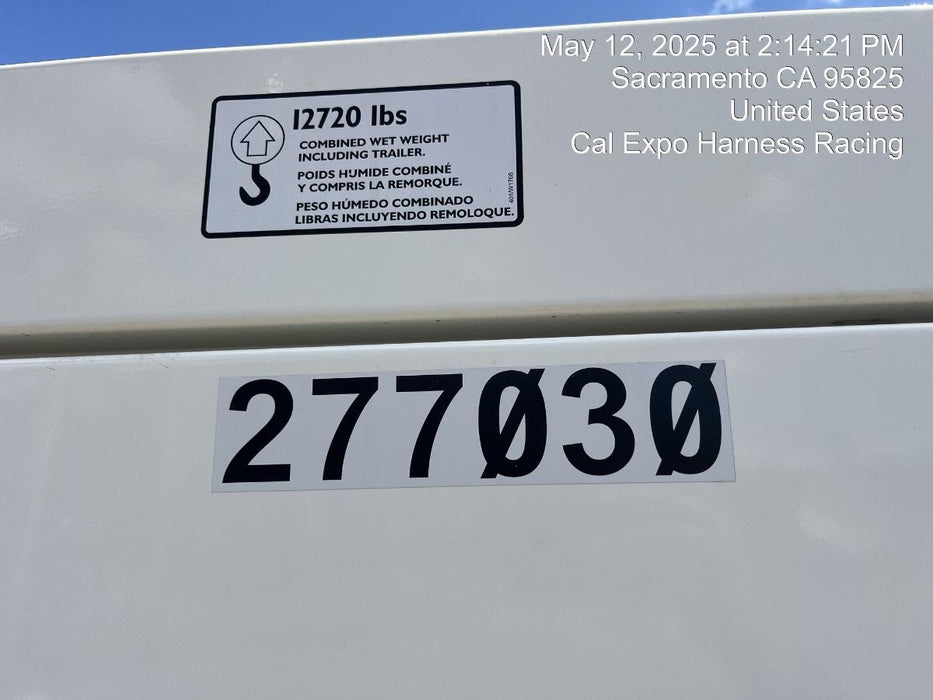 May 12, 2025 at 2:14:21 PM
Sacramento CA 95825
United States
Cal Expo Harness Racing
12720 lbs
COMBINED WET WEIGHT
INCLUDING TRAILER.
POIDS HUMIDE COMBINÉ
Y COMPRIS LA REMORQUE.
PESO HÚMEDO COMBINADO
LIBRAS INCLUYENDO REMOLOQUE.
277030